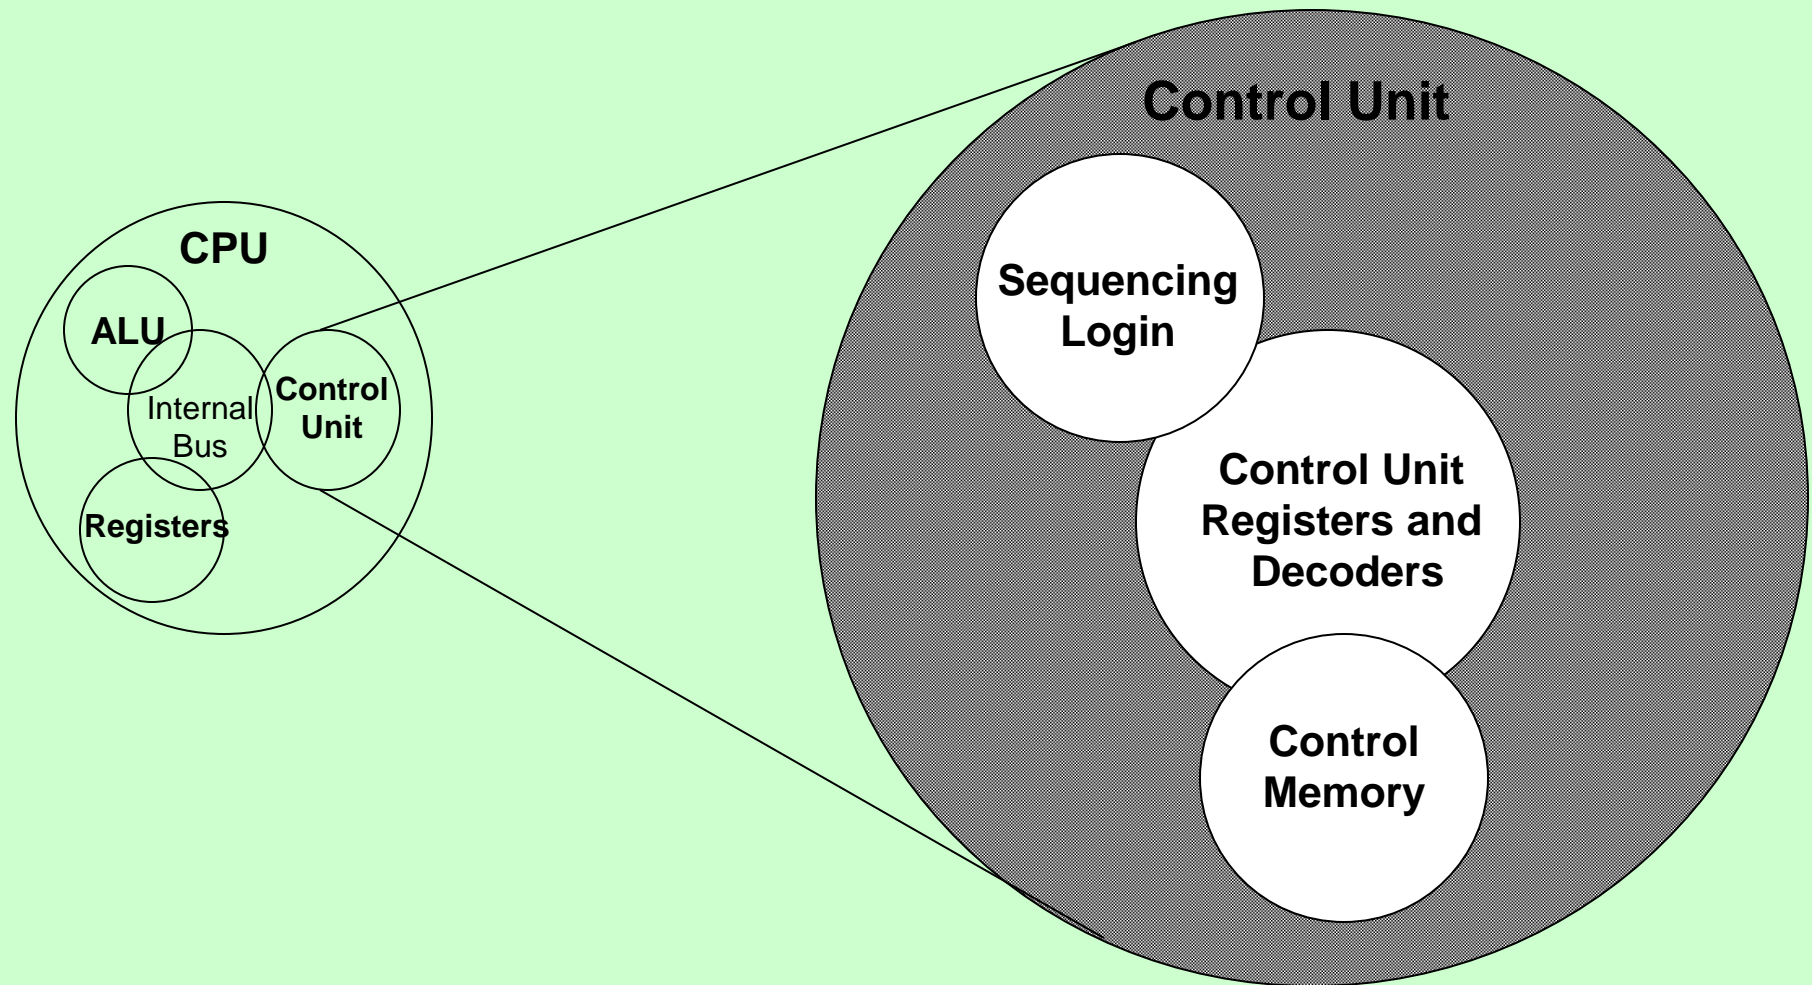 CPU
ALU
Internal
Bus
Control
Unit
Registers
Control Unit
Sequencing
Login
Control Unit
Registers and
Decoders
Control
Memory